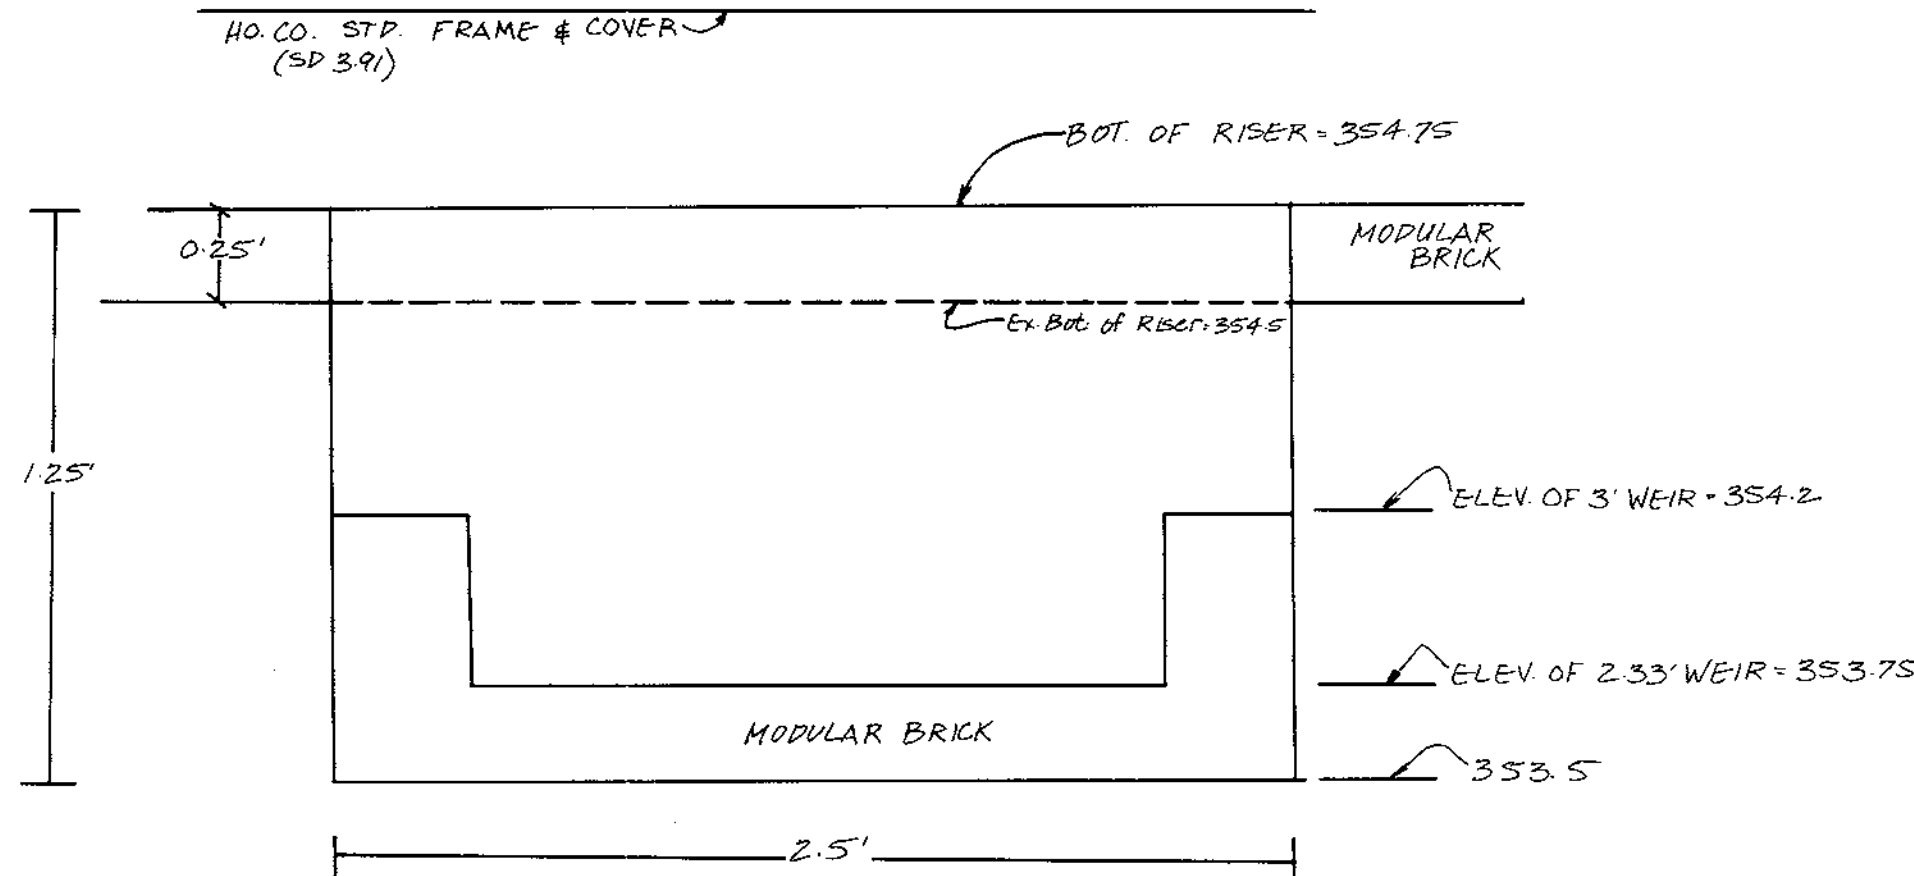 HO. CO. STD. FRAME & COVER
(SD 3.91)
BOT. OF RISER = 354.75
0.25'
MODULAR
BRICK
Ex. Bot. of Riser = 354.5
1.25'
ELEV. OF 3' WEIR = 354.2
ELEV. OF 2.33' WEIR = 353.75
MODULAR BRICK
353.5
2.5'